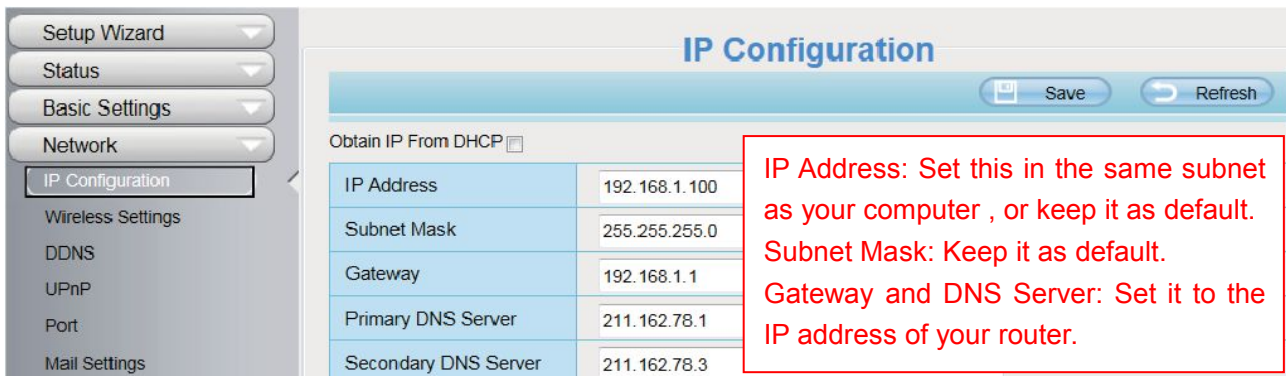 Setup Wizard
Status
Basic Settings
Network
IP Configuration
Wireless Settings
DDNS
UPnP
Port
Mail Settings
IP Configuration
Save Refresh
Obtain IP From DHCP
IP Address 192.168.1.100
Subnet Mask 255.255.255.0
Gateway 192.168.1.1
Primary DNS Server 211.162.78.1
Secondary DNS Server 211.162.78.3
IP Address: Set this in the same subnet
as your computer , or keep it as default.
Subnet Mask: Keep it as default.
Gateway and DNS Server: Set it to the
IP address of your router.